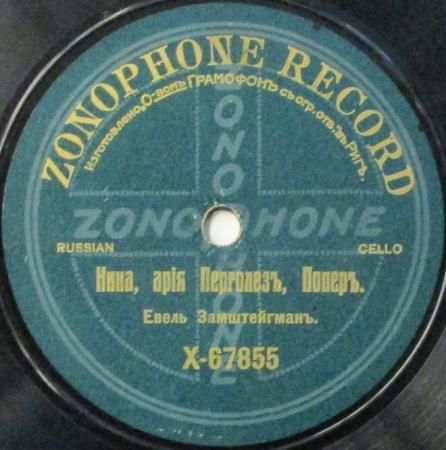 ZONOPHONE RECORD
Изготовлено „О-вомъ ГРАМОФОНЪ съ огр. отв.“ въ Ригѣ.
ZONOPHONE
ZONOPHONE
RUSSIAN
CELLO
Нина, арія Перголезъ, Поперъ.
Евель Замштейгманъ.
X-67855